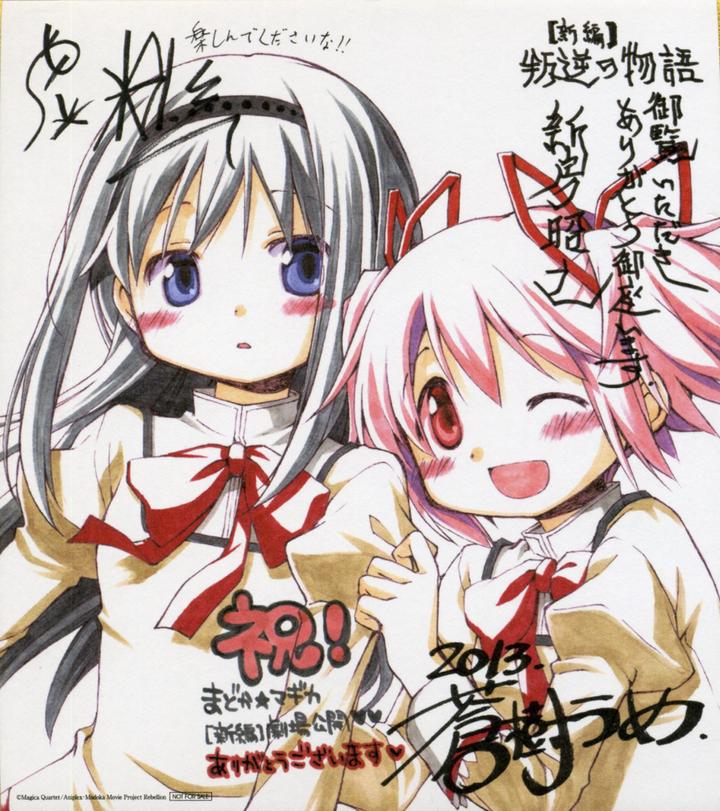 楽しんでくださいな!!
[新編]
叛逆の物語
御覧いただき
ありがとう御座います.
新房昭之
祝!
まどか★マギカ
[新編]劇場公開♥♥
ありがとうございます♥
2013.
蒼樹うめ.
©Magica Quartet/Aniplex・Madoka Movie Project Rebellion NOT FOR SALE